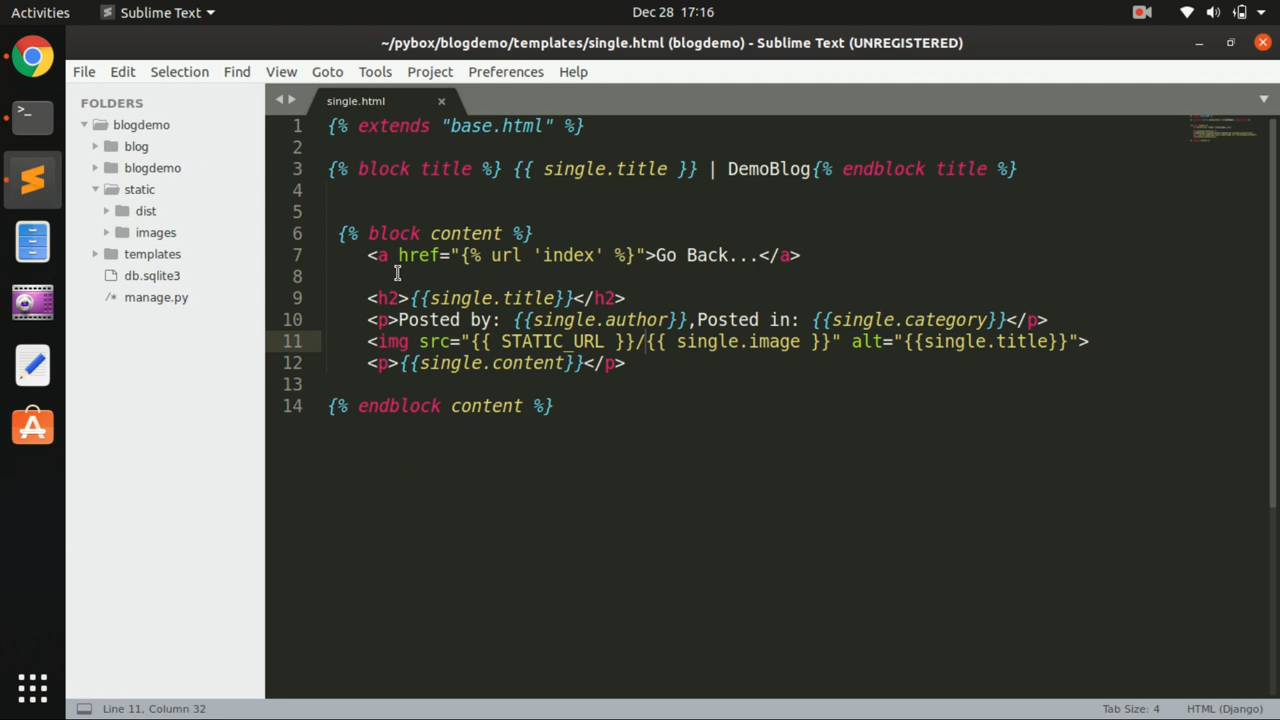 Activities Sublime Text Dec 28 17:16
~/pybox/blogdemo/templates/single.html (blogdemo) - Sublime Text (UNREGISTERED)
File Edit Selection Find View Goto Tools Project Preferences Help
FOLDERS
blogdemo
blog
blogdemo
static
dist
images
templates
db.sqlite3
/* manage.py
single.html ×
1 {% extends "base.html" %}
2
3 {% block title %} {{ single.title }} | DemoBlog{% endblock title %}
4
5
6 {% block content %}
7 <a href="{% url 'index' %}">Go Back...</a>
8
9 <h2>{{single.title}}</h2>
10 <p>Posted by: {{single.author}},Posted in: {{single.category}}</p>
11 <img src="{{ STATIC_URL }}/{{ single.image }}" alt="{{single.title}}">
12 <p>{{single.content}}</p>
13
14 {% endblock content %}
Line 11, Column 32 Tab Size: 4 HTML (Django)